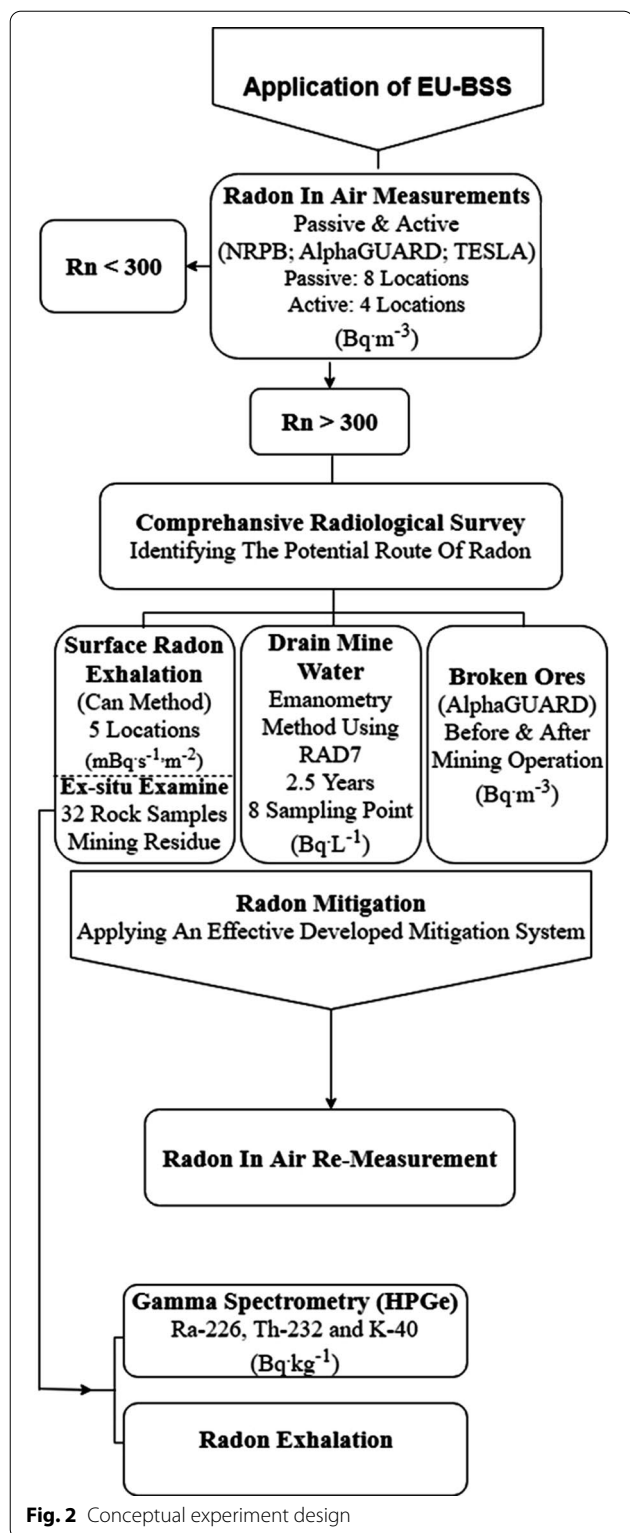 Application of EU-BSS
Radon In Air Measurements
Passive & Active
(NRPB; AlphaGUARD; TESLA)
Passive: 8 Locations
Active: 4 Locations
(Bq·m⁻³)
Rn < 300
Rn > 300
Comprehansive Radiological Survey
Identifying The Potential Route Of Radon
Surface Radon
Exhalation
(Can Method)
5 Locations
(mBq·s⁻¹·m⁻²)
Ex-situ Examine
32 Rock Samples
Mining Residue
Drain Mine
Water
Emanometry
Method Using
RAD7
2.5 Years
8 Sampling Point
(Bq·L⁻¹)
Broken Ores
(AlphaGUARD)
Before & After
Mining Operation
(Bq·m⁻³)
Radon Mitigation
Applying An Effective Developed Mitigation System
Radon In Air Re-Measurement
Gamma Spectrometry (HPGe)
Ra-226, Th-232 and K-40
(Bq·kg⁻¹)
Radon Exhalation
Fig. 2 Conceptual experiment design